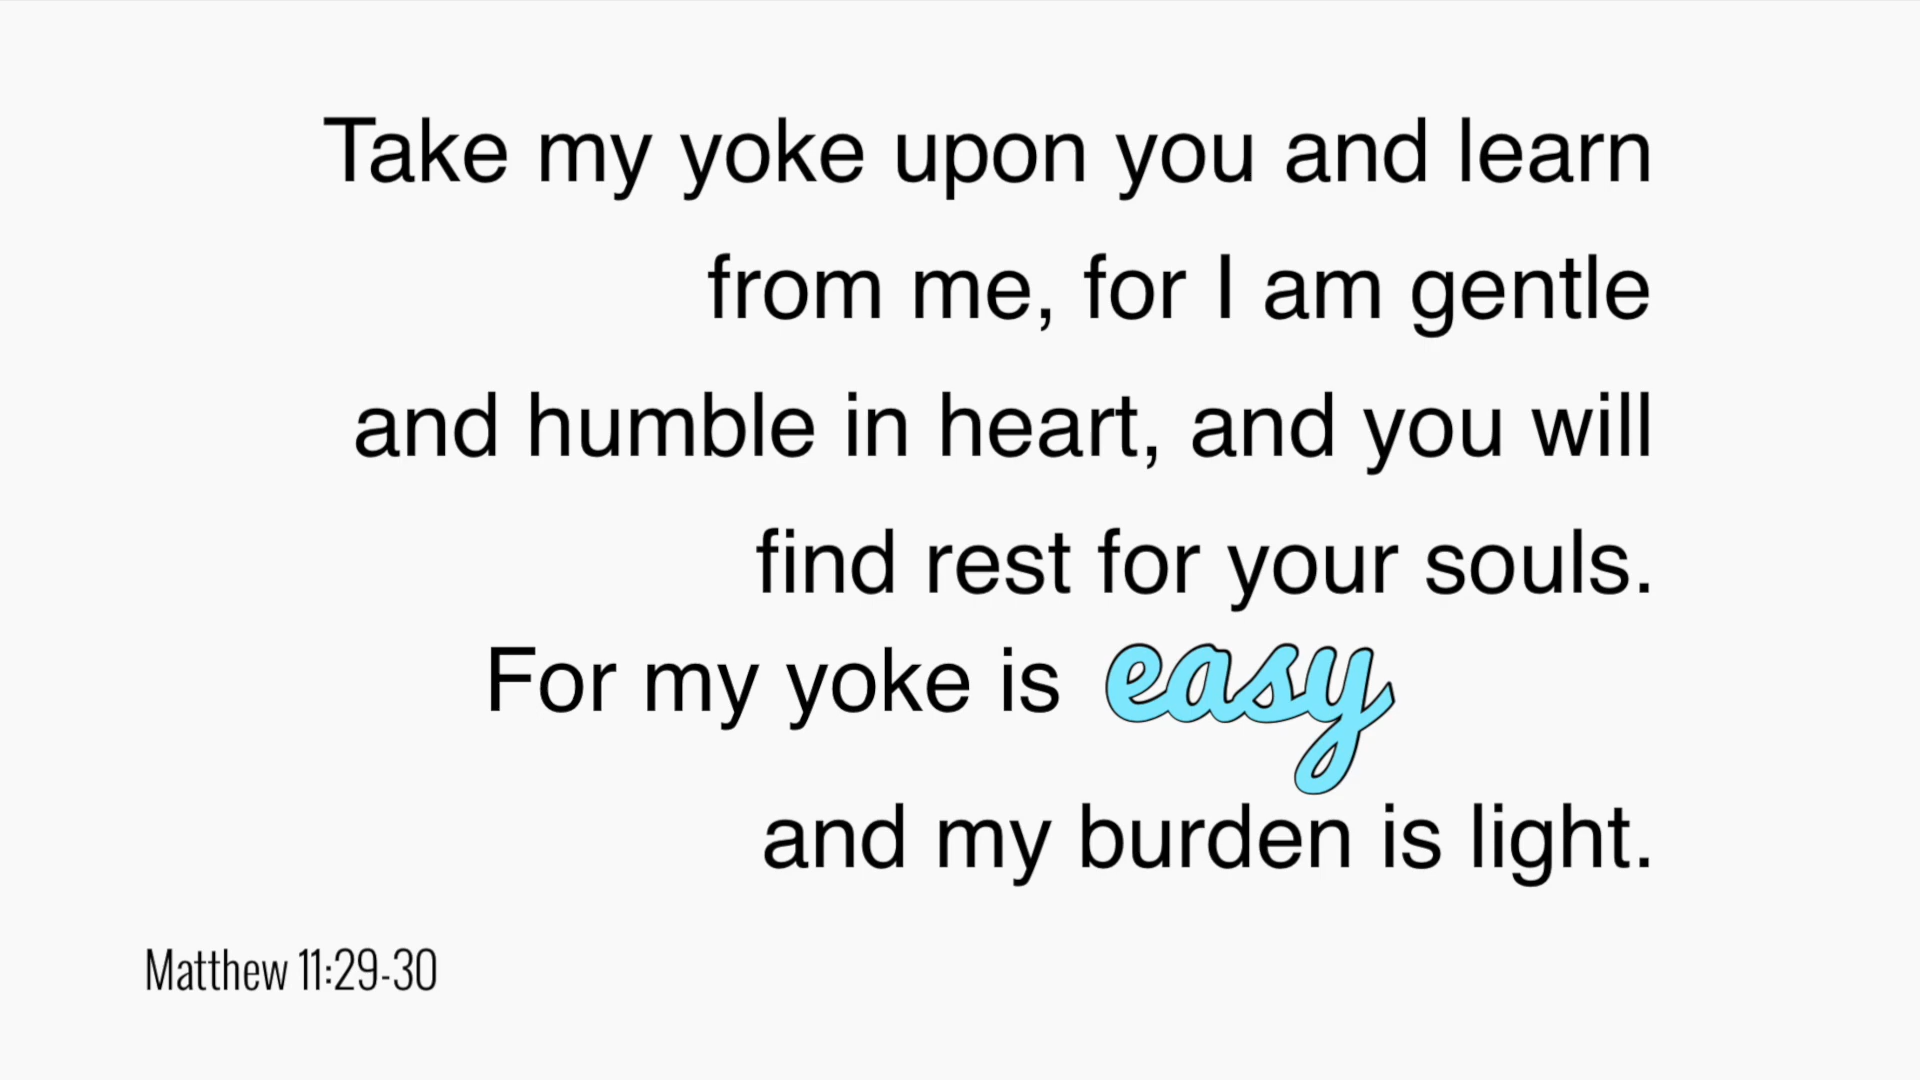 Take my yoke upon you and learn
from me, for I am gentle
and humble in heart, and you will
find rest for your souls.
For my yoke is easy
and my burden is light.
Matthew 11:29-30